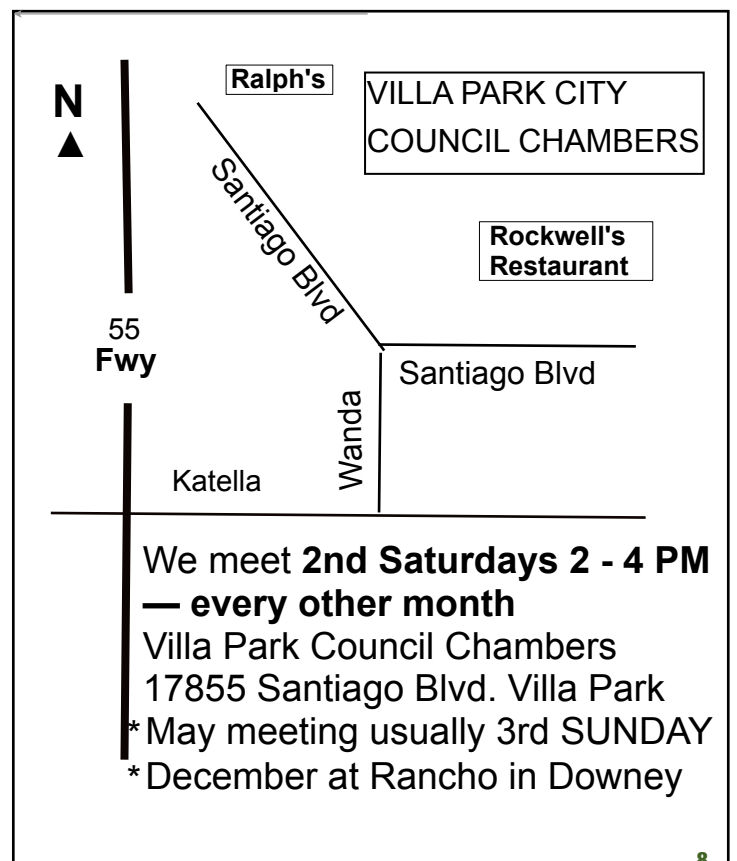 Ralph's
N
▲
VILLA PARK CITY
COUNCIL CHAMBERS
Santiago Blvd
Rockwell's
Restaurant
55
Fwy
Santiago Blvd
Wanda
Katella
We meet 2nd Saturdays 2 - 4 PM
— every other month
Villa Park Council Chambers
17855 Santiago Blvd. Villa Park
*May meeting usually 3rd SUNDAY
*December at Rancho in Downey
8